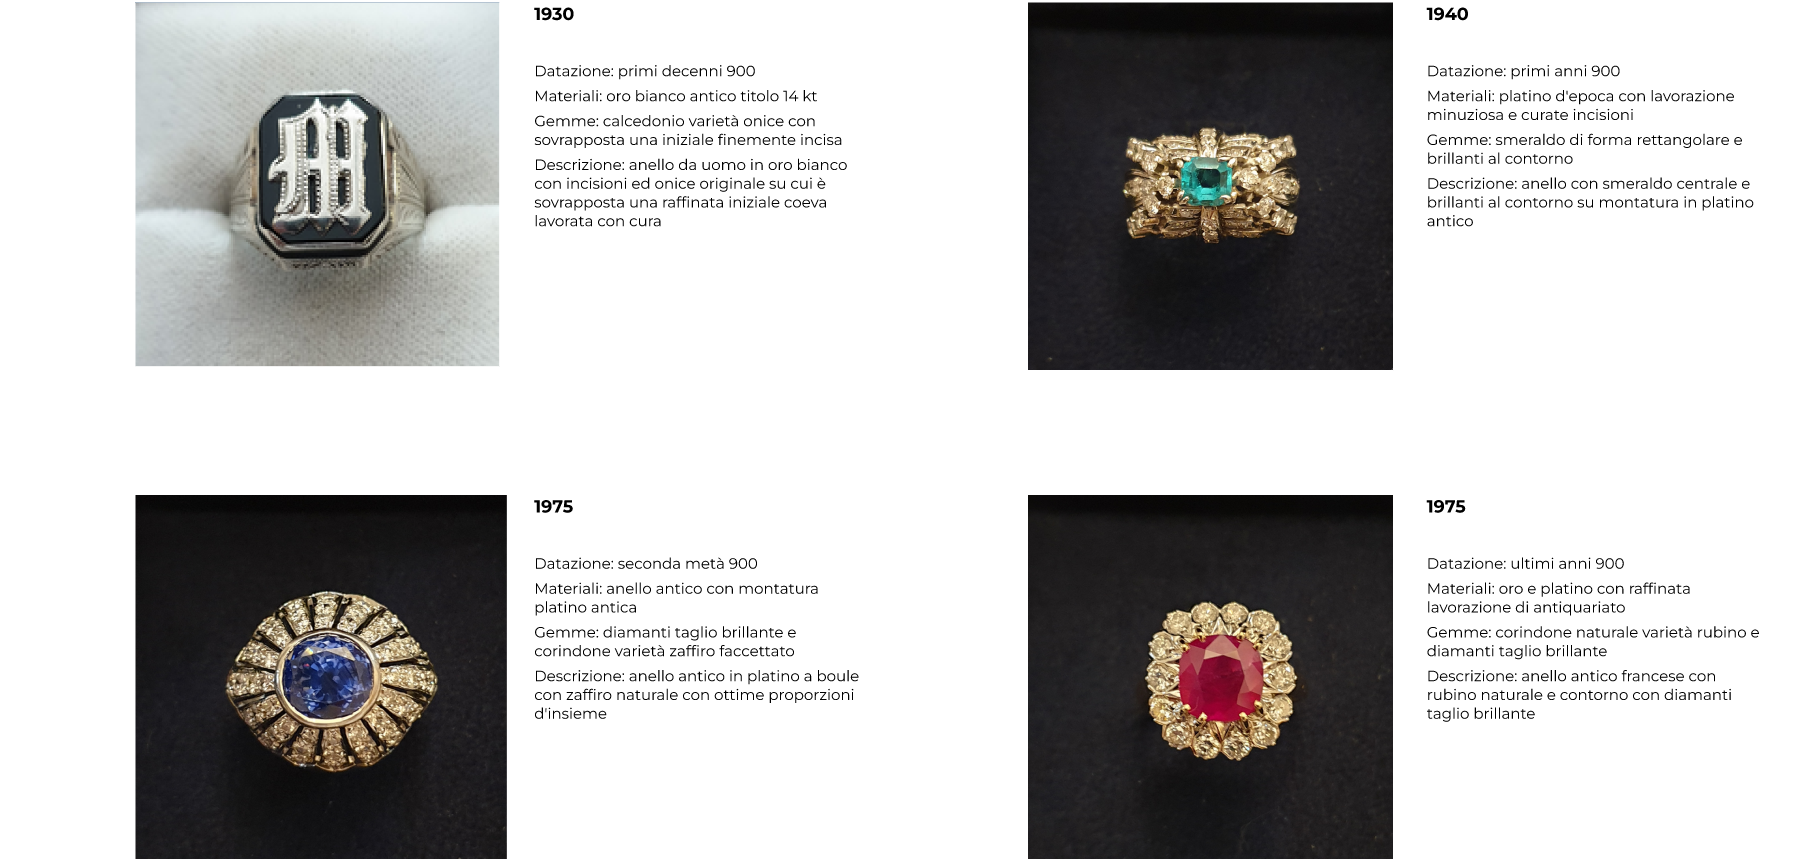 1930
Datazione: primi decenni 900
Materiali: oro bianco antico titolo 14 kt
Gemme: calcedonio varietà onice con
sovrapposta una iniziale finemente incisa
Descrizione: anello da uomo in oro bianco
con incisioni ed onice originale su cui è
sovrapposta una raffinata iniziale coeva
lavorata con cura
M
1940
Datazione: primi anni 900
Materiali: platino d'epoca con lavorazione
minuziosa e curate incisioni
Gemme: smeraldo di forma rettangolare e
brillanti al contorno
Descrizione: anello con smeraldo centrale e
brillanti al contorno su montatura in platino
antico
1975
Datazione: seconda metà 900
Materiali: anello antico con montatura
platino antica
Gemme: diamanti taglio brillante e
corindone varietà zaffiro faccettato
Descrizione: anello antico in platino a boule
con zaffiro naturale con ottime proporzioni
d'insieme
1975
Datazione: ultimi anni 900
Materiali: oro e platino con raffinata
lavorazione di antiquariato
Gemme: corindone naturale varietà rubino e
diamanti taglio brillante
Descrizione: anello antico francese con
rubino naturale e contorno con diamanti
taglio brillante